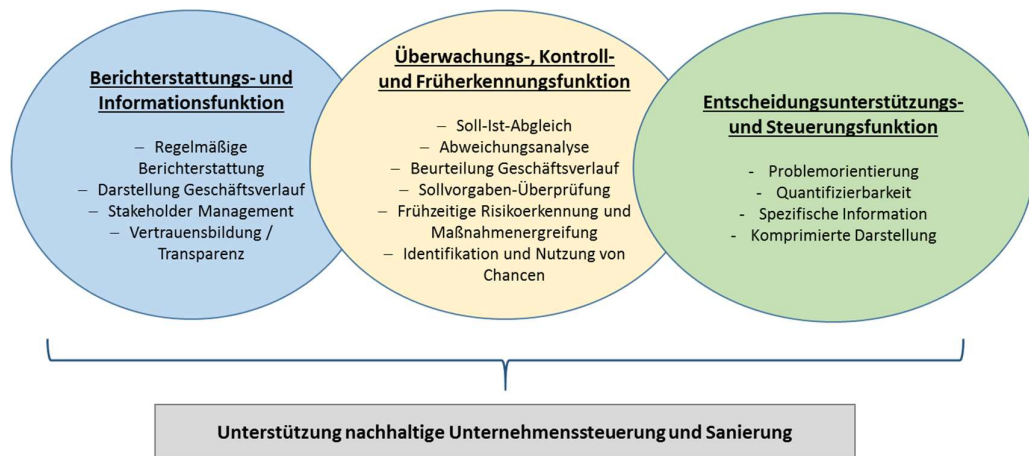 Berichterstattungs- und
Informationsfunktion
– Regelmäßige
Berichterstattung
– Darstellung Geschäftsverlauf
– Stakeholder Management
– Vertrauensbildung /
Transparenz
Überwachungs-, Kontroll-
und Früherkennungsfunktion
– Soll-Ist-Abgleich
– Abweichungsanalyse
– Beurteilung Geschäftsverlauf
– Sollvorgaben-Überprüfung
– Frühzeitige Risikoerkennung und
Maßnahmenergreifung
– Identifikation und Nutzung von
Chancen
Entscheidungsunterstützungs-
und Steuerungsfunktion
- Problemorientierung
- Quantifizierbarkeit
- Spezifische Information
- Komprimierte Darstellung
Unterstützung nachhaltige Unternehmenssteuerung und Sanierung